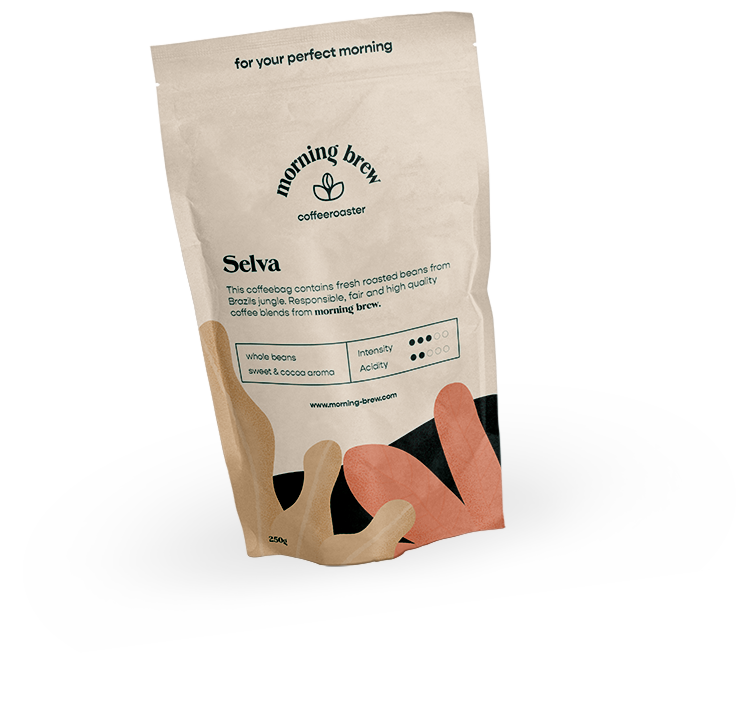 for your perfect morning
morning brew
coffeeroaster
Selva
This coffeebag contains fresh roasted beans from
Brazils jungle. Responsible, fair and high quality
coffee blends from morning brew.
whole beans
sweet & cocoa aroma
Intensity
Acidity
www.morning-brew.com
250g